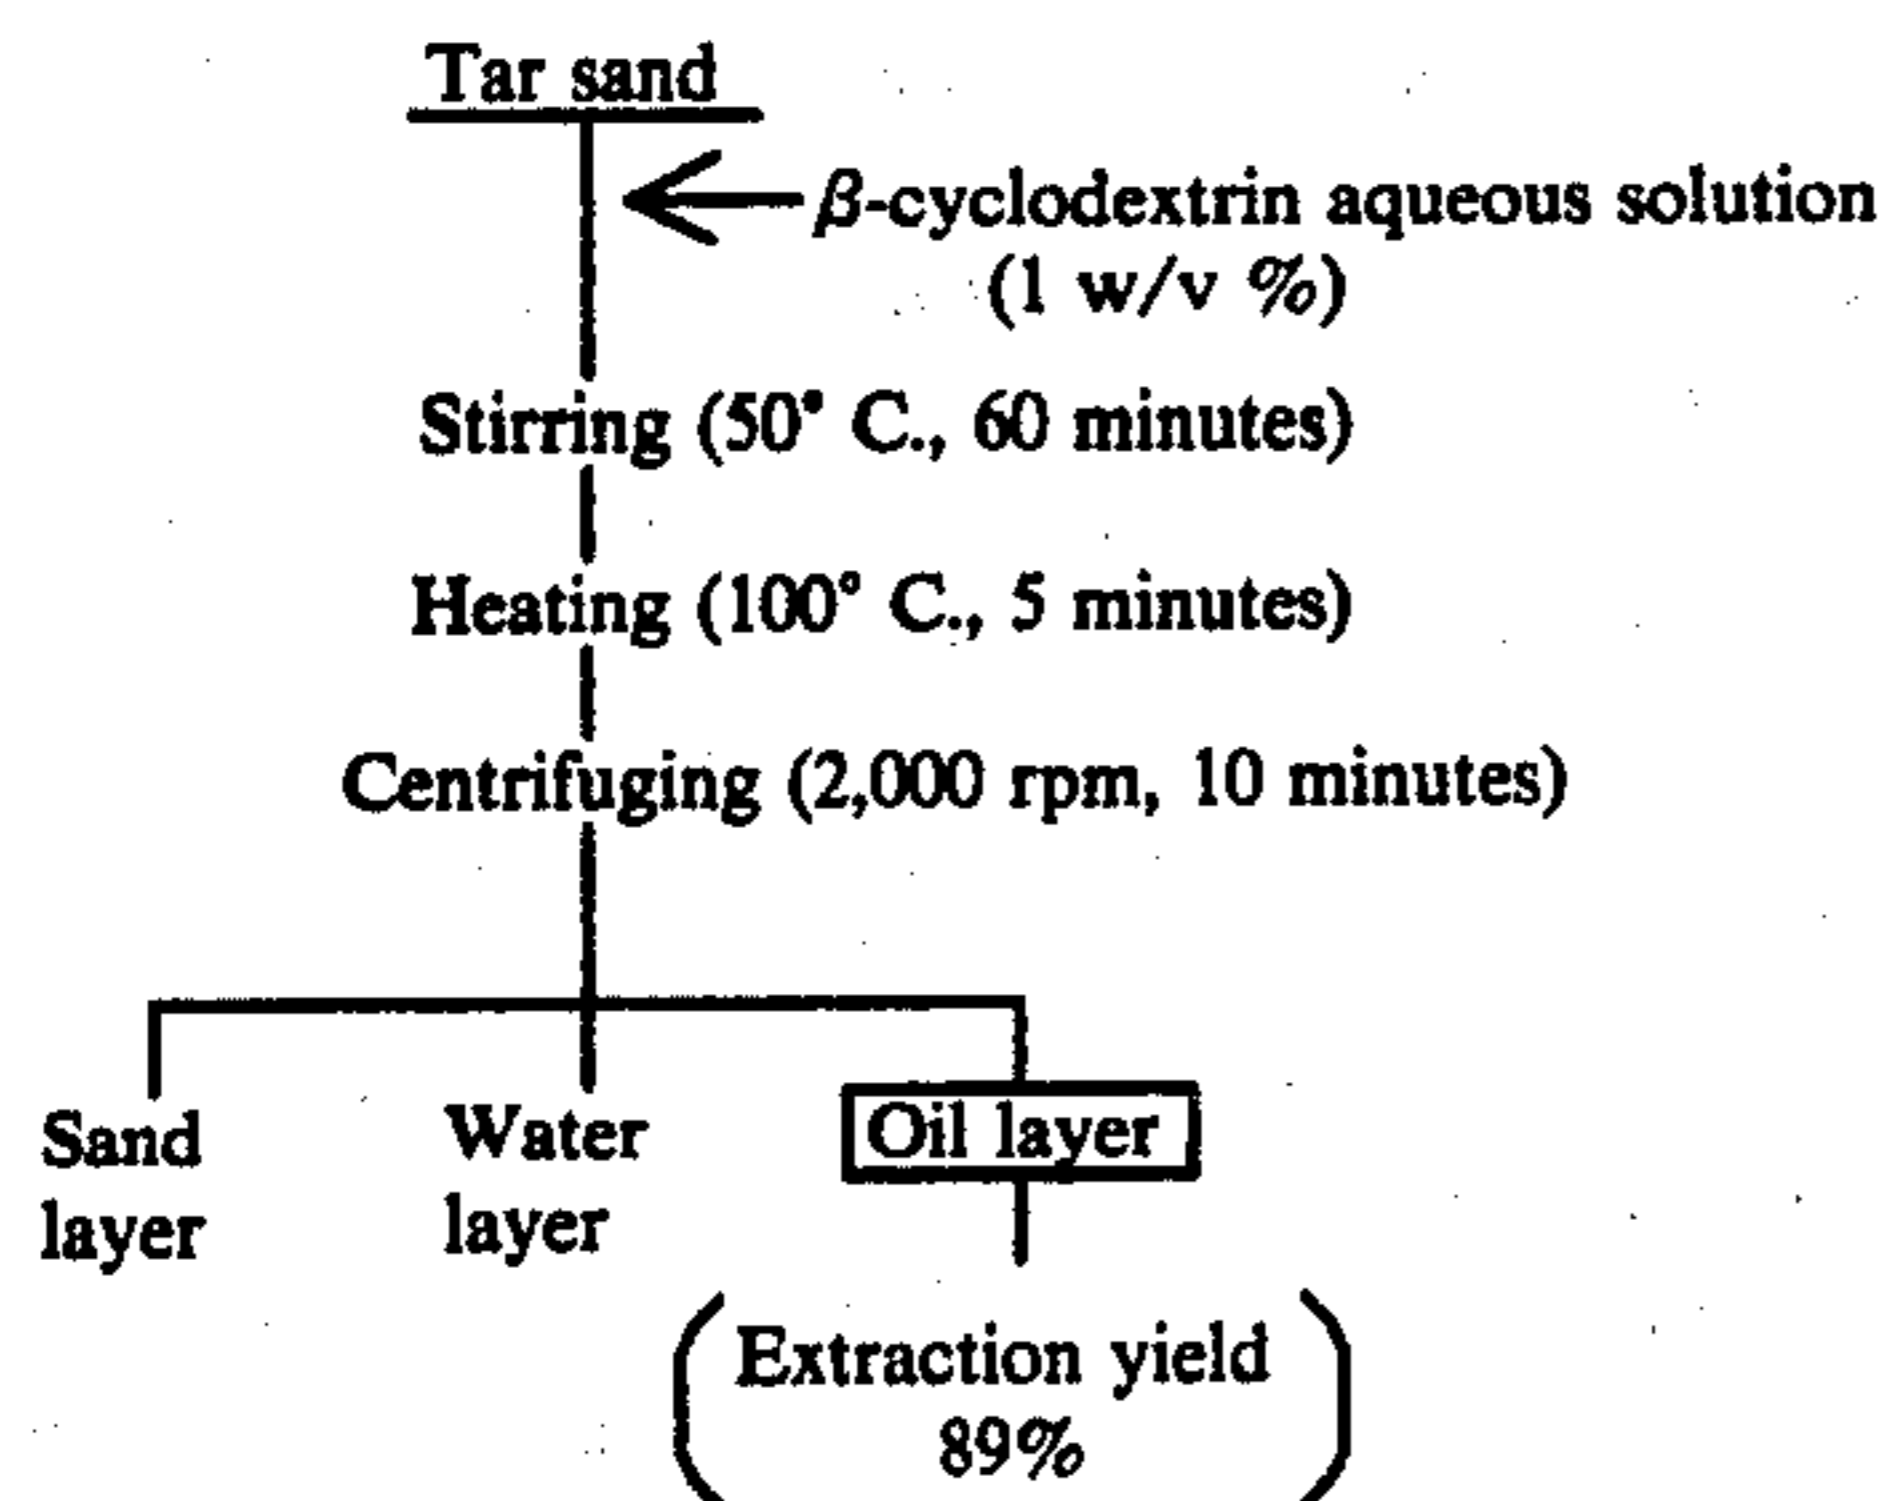 Tar sand
β-cyclodextrin aqueous solution
(1 w/v %)
Stirring (50° C., 60 minutes)
Heating (100° C., 5 minutes)
Centrifuging (2,000 rpm, 10 minutes)
Sand
layer
Water
layer
Oil layer
Extraction yield
89%